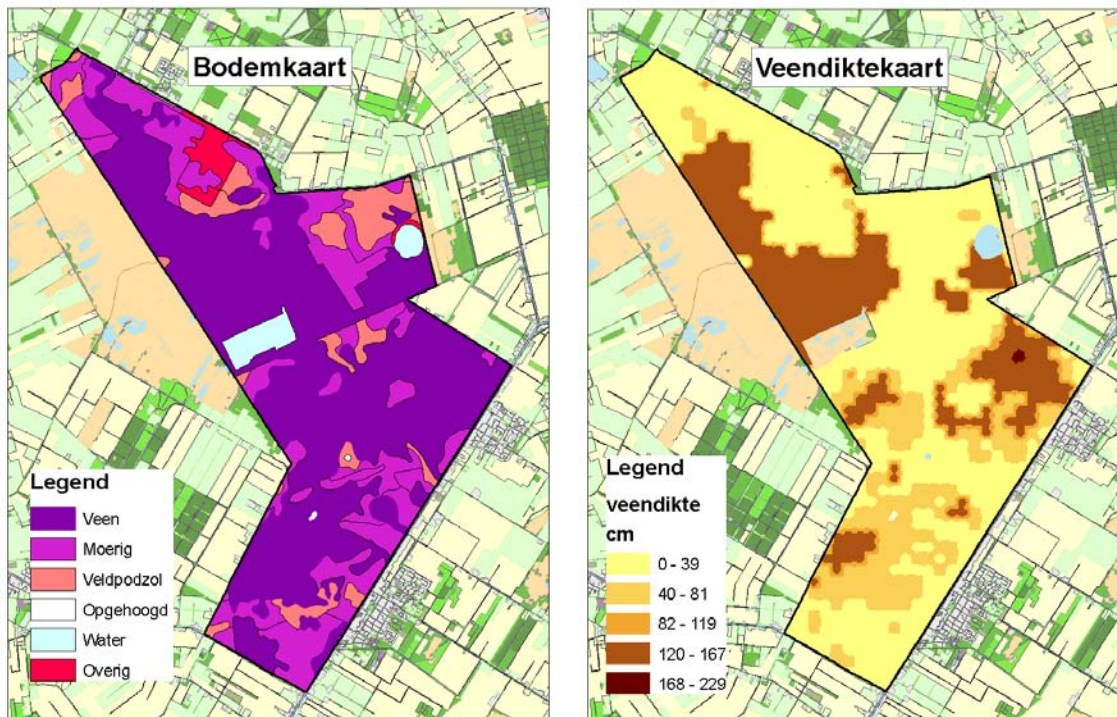 Bodemkaart
Legend
Veen
Moerig
Veldpodzol
Opgehoogd
Water
Overig
Veendiktekaart
Legend
veendikte
cm
0 - 39
40 - 81
82 - 119
120 - 167
168 - 229